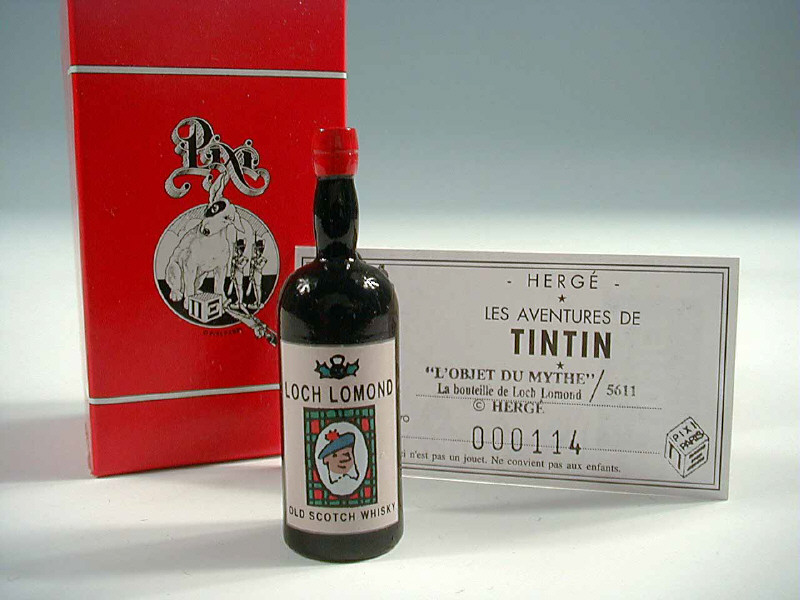 Pixi
LOCH LOMOND
OLD SCOTCH WHISKY
- HERGÉ -
LES AVENTURES DE
TINTIN
"L'OBJET DU MYTHE" / 5611
La bouteille de Loch Lomond
© HERGÉ
000114
n'est pas un jouet. Ne convient pas aux enfants.
PIXI
PARIS